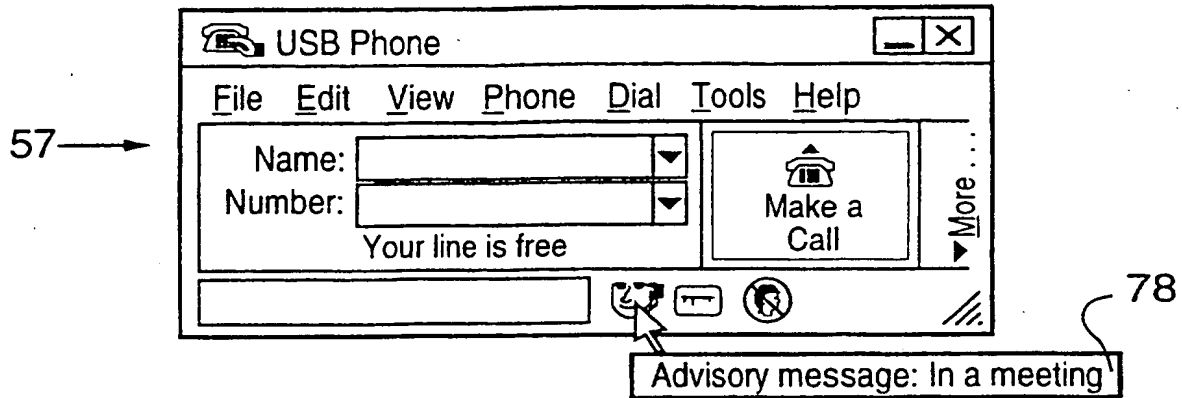 USB Phone
File Edit View Phone Dial Tools Help
57
Name:
Number:
Your line is free
Make a
Call
More....
78
Advisory message: In a meeting